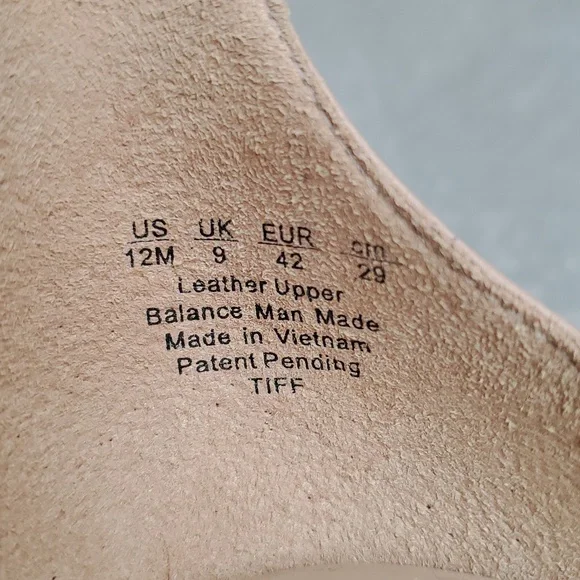 US UK EUR cm
12M 9 42 29
Leather Upper
Balance Man Made
Made in Vietnam
Patent Pending
TIFF